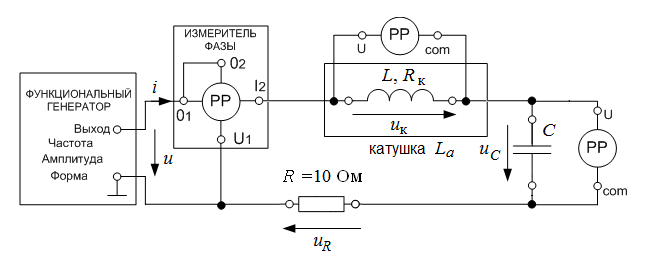 ИЗМЕРИТЕЛЬ
ФАЗЫ
U
PP
com
ФУНКЦИОНАЛЬНЫЙ
ГЕНЕРАТОР
i
0₂
I₂
L, Rк
0₁
PP
Выход
Частота
Амплитуда
Форма
u
U₁
uк
катушка Lа
uC
C
U
PP
com
R =10 Ом
uR